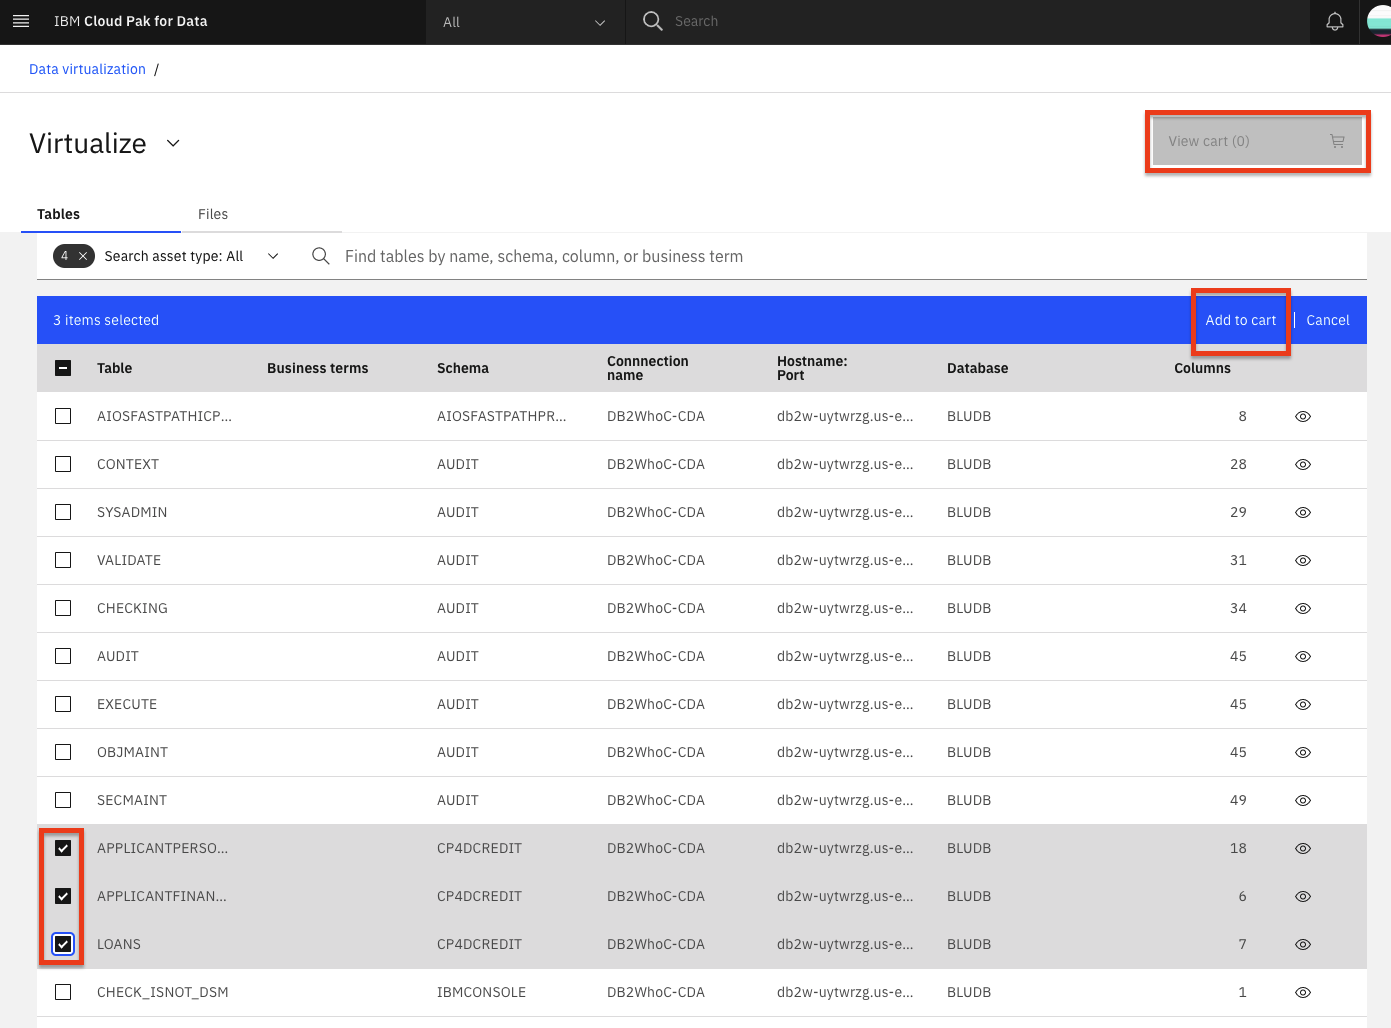 IBM Cloud Pak for Data All Search
Data virtualization /
Virtualize
View cart (0)
Tables Files
4 Search asset type: All Find tables by name, schema, column, or business term
3 items selected Add to cart | Cancel
Table Business terms Schema Connnection name Hostname: Port Database Columns
AIOSFASTPATHICP... AIOSFASTPATHPR... DB2WhoC-CDA db2w-uytwrzg.us-e... BLUDB 8
CONTEXT AUDIT DB2WhoC-CDA db2w-uytwrzg.us-e... BLUDB 28
SYSADMIN AUDIT DB2WhoC-CDA db2w-uytwrzg.us-e... BLUDB 29
VALIDATE AUDIT DB2WhoC-CDA db2w-uytwrzg.us-e... BLUDB 31
CHECKING AUDIT DB2WhoC-CDA db2w-uytwrzg.us-e... BLUDB 34
AUDIT AUDIT DB2WhoC-CDA db2w-uytwrzg.us-e... BLUDB 45
EXECUTE AUDIT DB2WhoC-CDA db2w-uytwrzg.us-e... BLUDB 45
OBJMAINT AUDIT DB2WhoC-CDA db2w-uytwrzg.us-e... BLUDB 45
SECMAINT AUDIT DB2WhoC-CDA db2w-uytwrzg.us-e... BLUDB 49
APPLICANTPERSO... CP4DCREDIT DB2WhoC-CDA db2w-uytwrzg.us-e... BLUDB 18
APPLICANTFINAN... CP4DCREDIT DB2WhoC-CDA db2w-uytwrzg.us-e... BLUDB 6
LOANS CP4DCREDIT DB2WhoC-CDA db2w-uytwrzg.us-e... BLUDB 7
CHECK_ISNOT_DSM IBMCONSOLE DB2WhoC-CDA db2w-uytwrzg.us-e... BLUDB 1